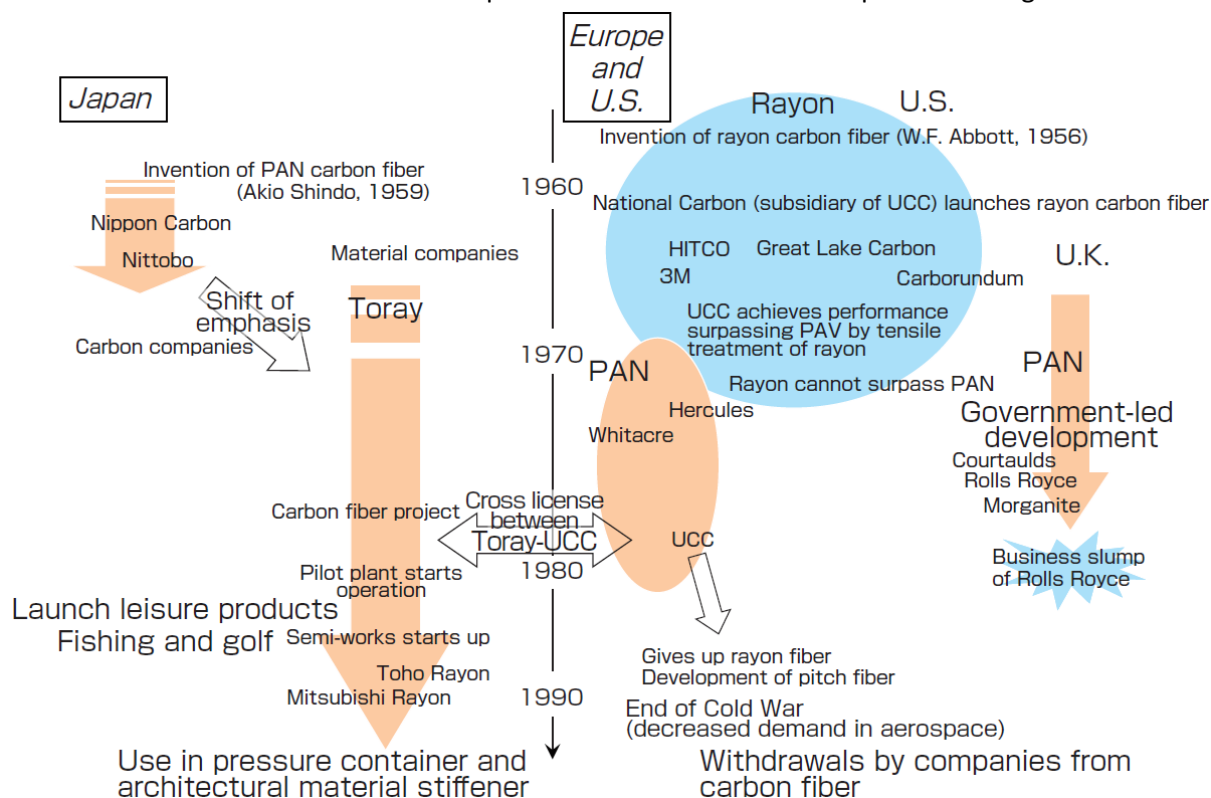 Japan
Europe
and
U.S.
Rayon
U.S.
Invention of rayon carbon fiber (W.F. Abbott, 1956)
Invention of PAN carbon fiber
(Akio Shindo, 1959)
1960
National Carbon (subsidiary of UCC) launches rayon carbon fiber
Nippon Carbon
Nittobo
Material companies
HITCO
Great Lake Carbon
3M
Carborundum
U.K.
Shift of
emphasis
Toray
Carbon companies
UCC achieves performance
surpassing PAV by tensile
treatment of rayon
1970
PAN
Rayon cannot surpass PAN
PAN
Hercules
Whitacre
Government-led
development
Courtaulds
Rolls Royce
Morganite
Carbon fiber project
Cross license
between
Toray-UCC
UCC
Business slump
of Rolls Royce
1980
Pilot plant starts
operation
Launch leisure products
Fishing and golf
Semi-works starts up
Toho Rayon
Mitsubishi Rayon
Gives up rayon fiber
Development of pitch fiber
1990
End of Cold War
(decreased demand in aerospace)
Use in pressure container and
architectural material stiffener
Withdrawals by companies from
carbon fiber